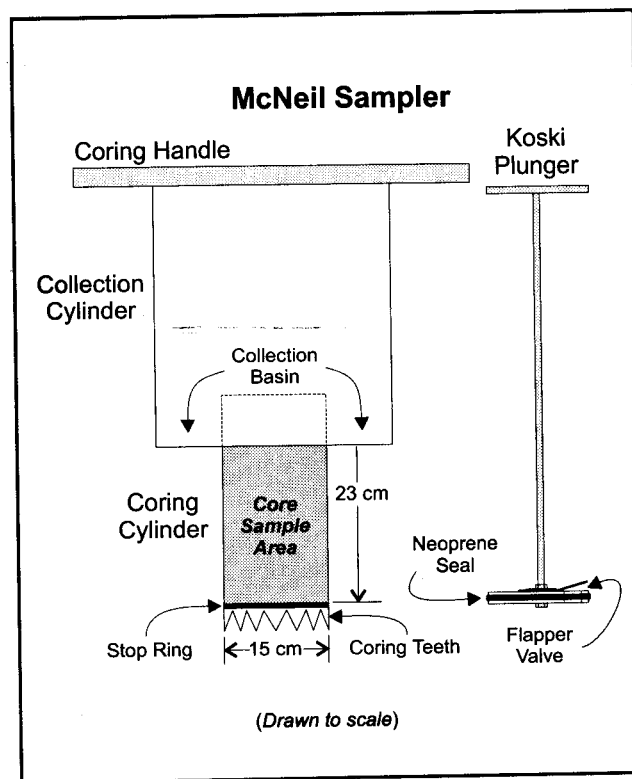 McNeil Sampler
Coring Handle
Koski
Plunger
Collection
Cylinder
Collection
Basin
Coring
Cylinder
Core
Sample
Area
23 cm
Neoprene
Seal
Stop Ring
15 cm
Coring Teeth
Flapper
Valve
(Drawn to scale)